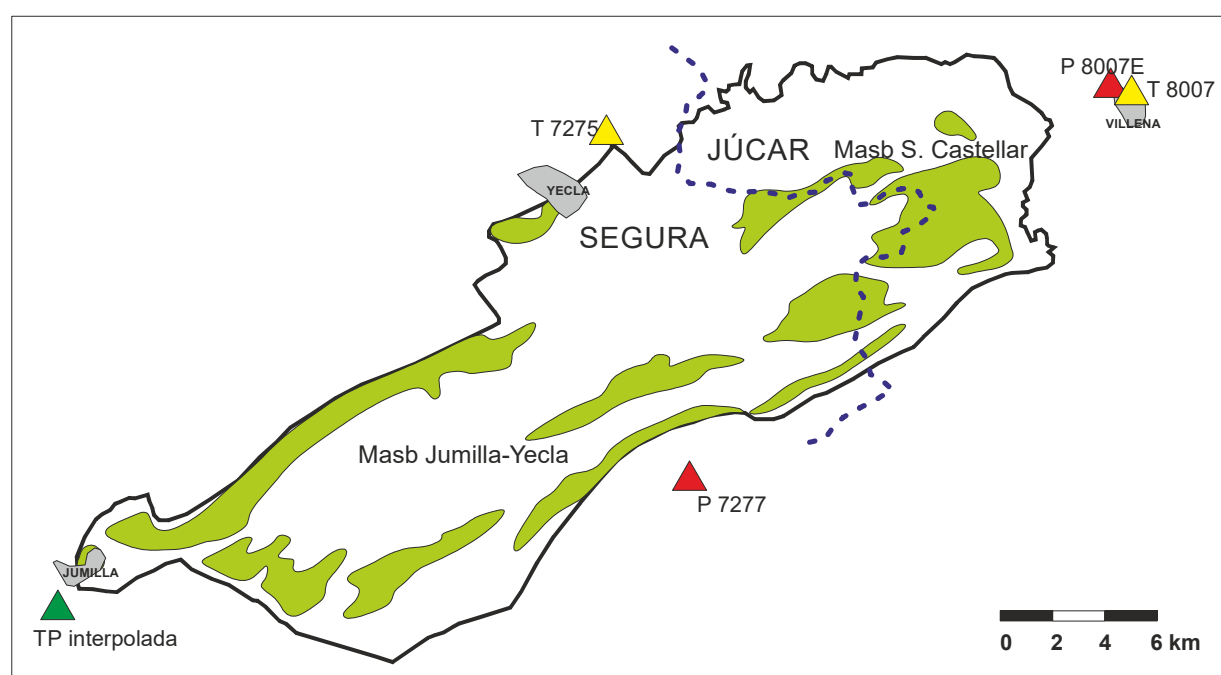 P 8007E
T 8007
VILLENA
T 7275
JÚCAR
Masb S. Castellar
YECLA
SEGURA
Masb Jumilla-Yecla
P 7277
JUMILLA
TP interpolada
0 2 4 6 km